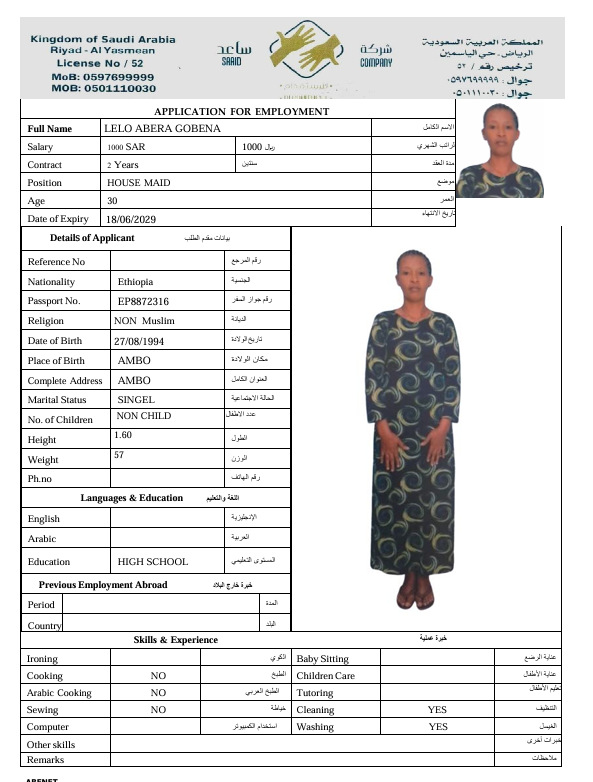 Kingdom of Saudi Arabia
Riyadh - Al Yasmean
License No / 52
MoB: 0597699999
MOB: 0501110030
ساعد
SAAID
شركة
COMPANY
المملكة العربية السعودية
الرياض، حي الياسمين
ترخيص رقم / ٥٢
جوال: ٠٥٩٧٦٩٩٩٩٩
جوال: ٠٥٠١١١٠٠٣٠
APPLICATION FOR EMPLOYMENT
Full Name LELO ABERA GOBENA الاسم الكامل
Salary 1000 SAR 1000 ريال الراتب الشهري
Contract 2 Years سنتين مدة العقد
Position HOUSE MAID موضع
Age 30 العمر
Date of Expiry 18/06/2029 تاريخ الانتهاء
Details of Applicant بيانات مقدم الطلب
Reference No رقم المرجع
Nationality Ethiopia الجنسية
Passport No. EP8872316 رقم جواز السفر
Religion NON Muslim الديانة
Date of Birth 27/08/1994 تاريخ الولادة
Place of Birth AMBO مكان الولادة
Complete Address AMBO العنوان الكامل
Marital Status SINGEL الحالة الاجتماعية
No. of Children NON CHILD عدد الاطفال
Height 1.60 الطول
Weight 57 الوزن
Ph.no رقم الهاتف
Languages & Education اللغة والتعليم
English الإنجليزية
Arabic العربية
Education HIGH SCHOOL المستوى التعليمي
Previous Employment Abroad خبرة خارج البلاد
Period المدة
Country البلد
Skills & Experience خبرة عملية
Ironing الكوي Baby Sitting عناية الرضع
Cooking NO الطبخ Children Care عناية الأطفال
Arabic Cooking NO الطبخ العربي Tutoring تعليم الأطفال
Sewing NO خياطة Cleaning YES التنظيف
Computer استخدام الكمبيوتر Washing YES الغسيل
Other skills خبرات أخرى
Remarks ملاحظات
ABENET